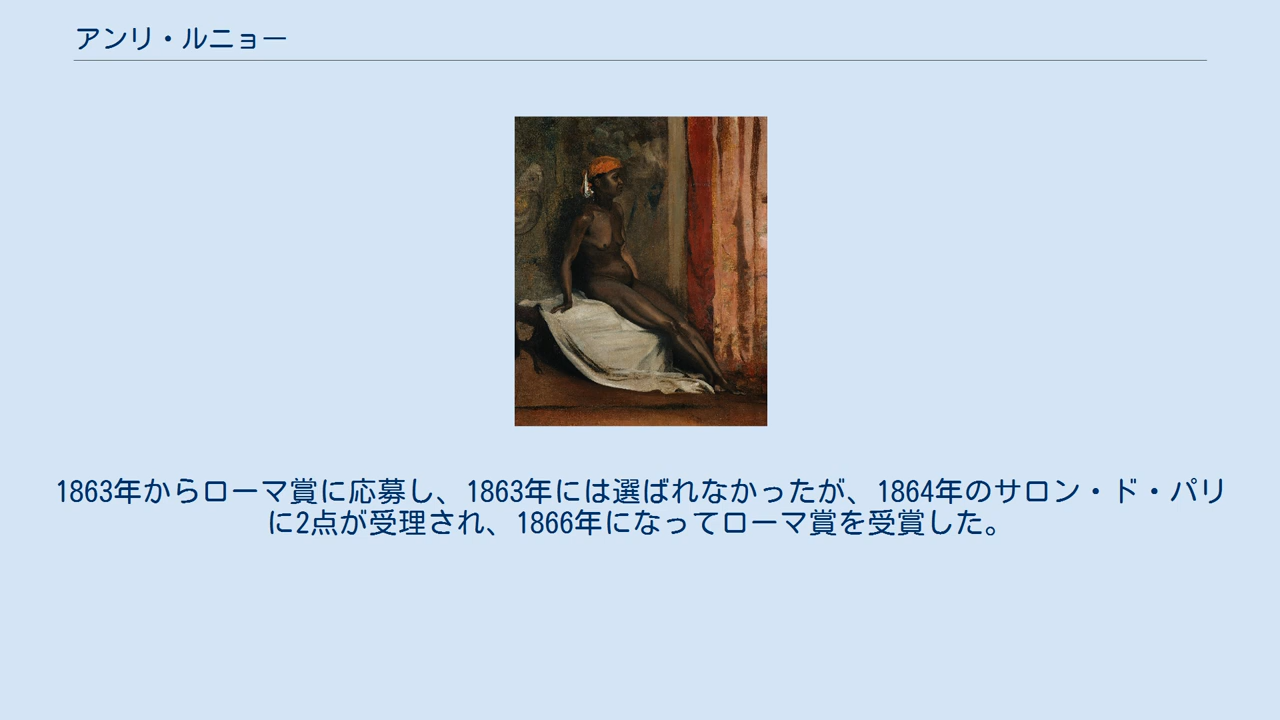 アンリ・ルニョー
1863年からローマ賞に応募し、1863年には選ばれなかったが、1864年のサロン・ド・パリ
に2点が受理され、1866年になってローマ賞を受賞した。